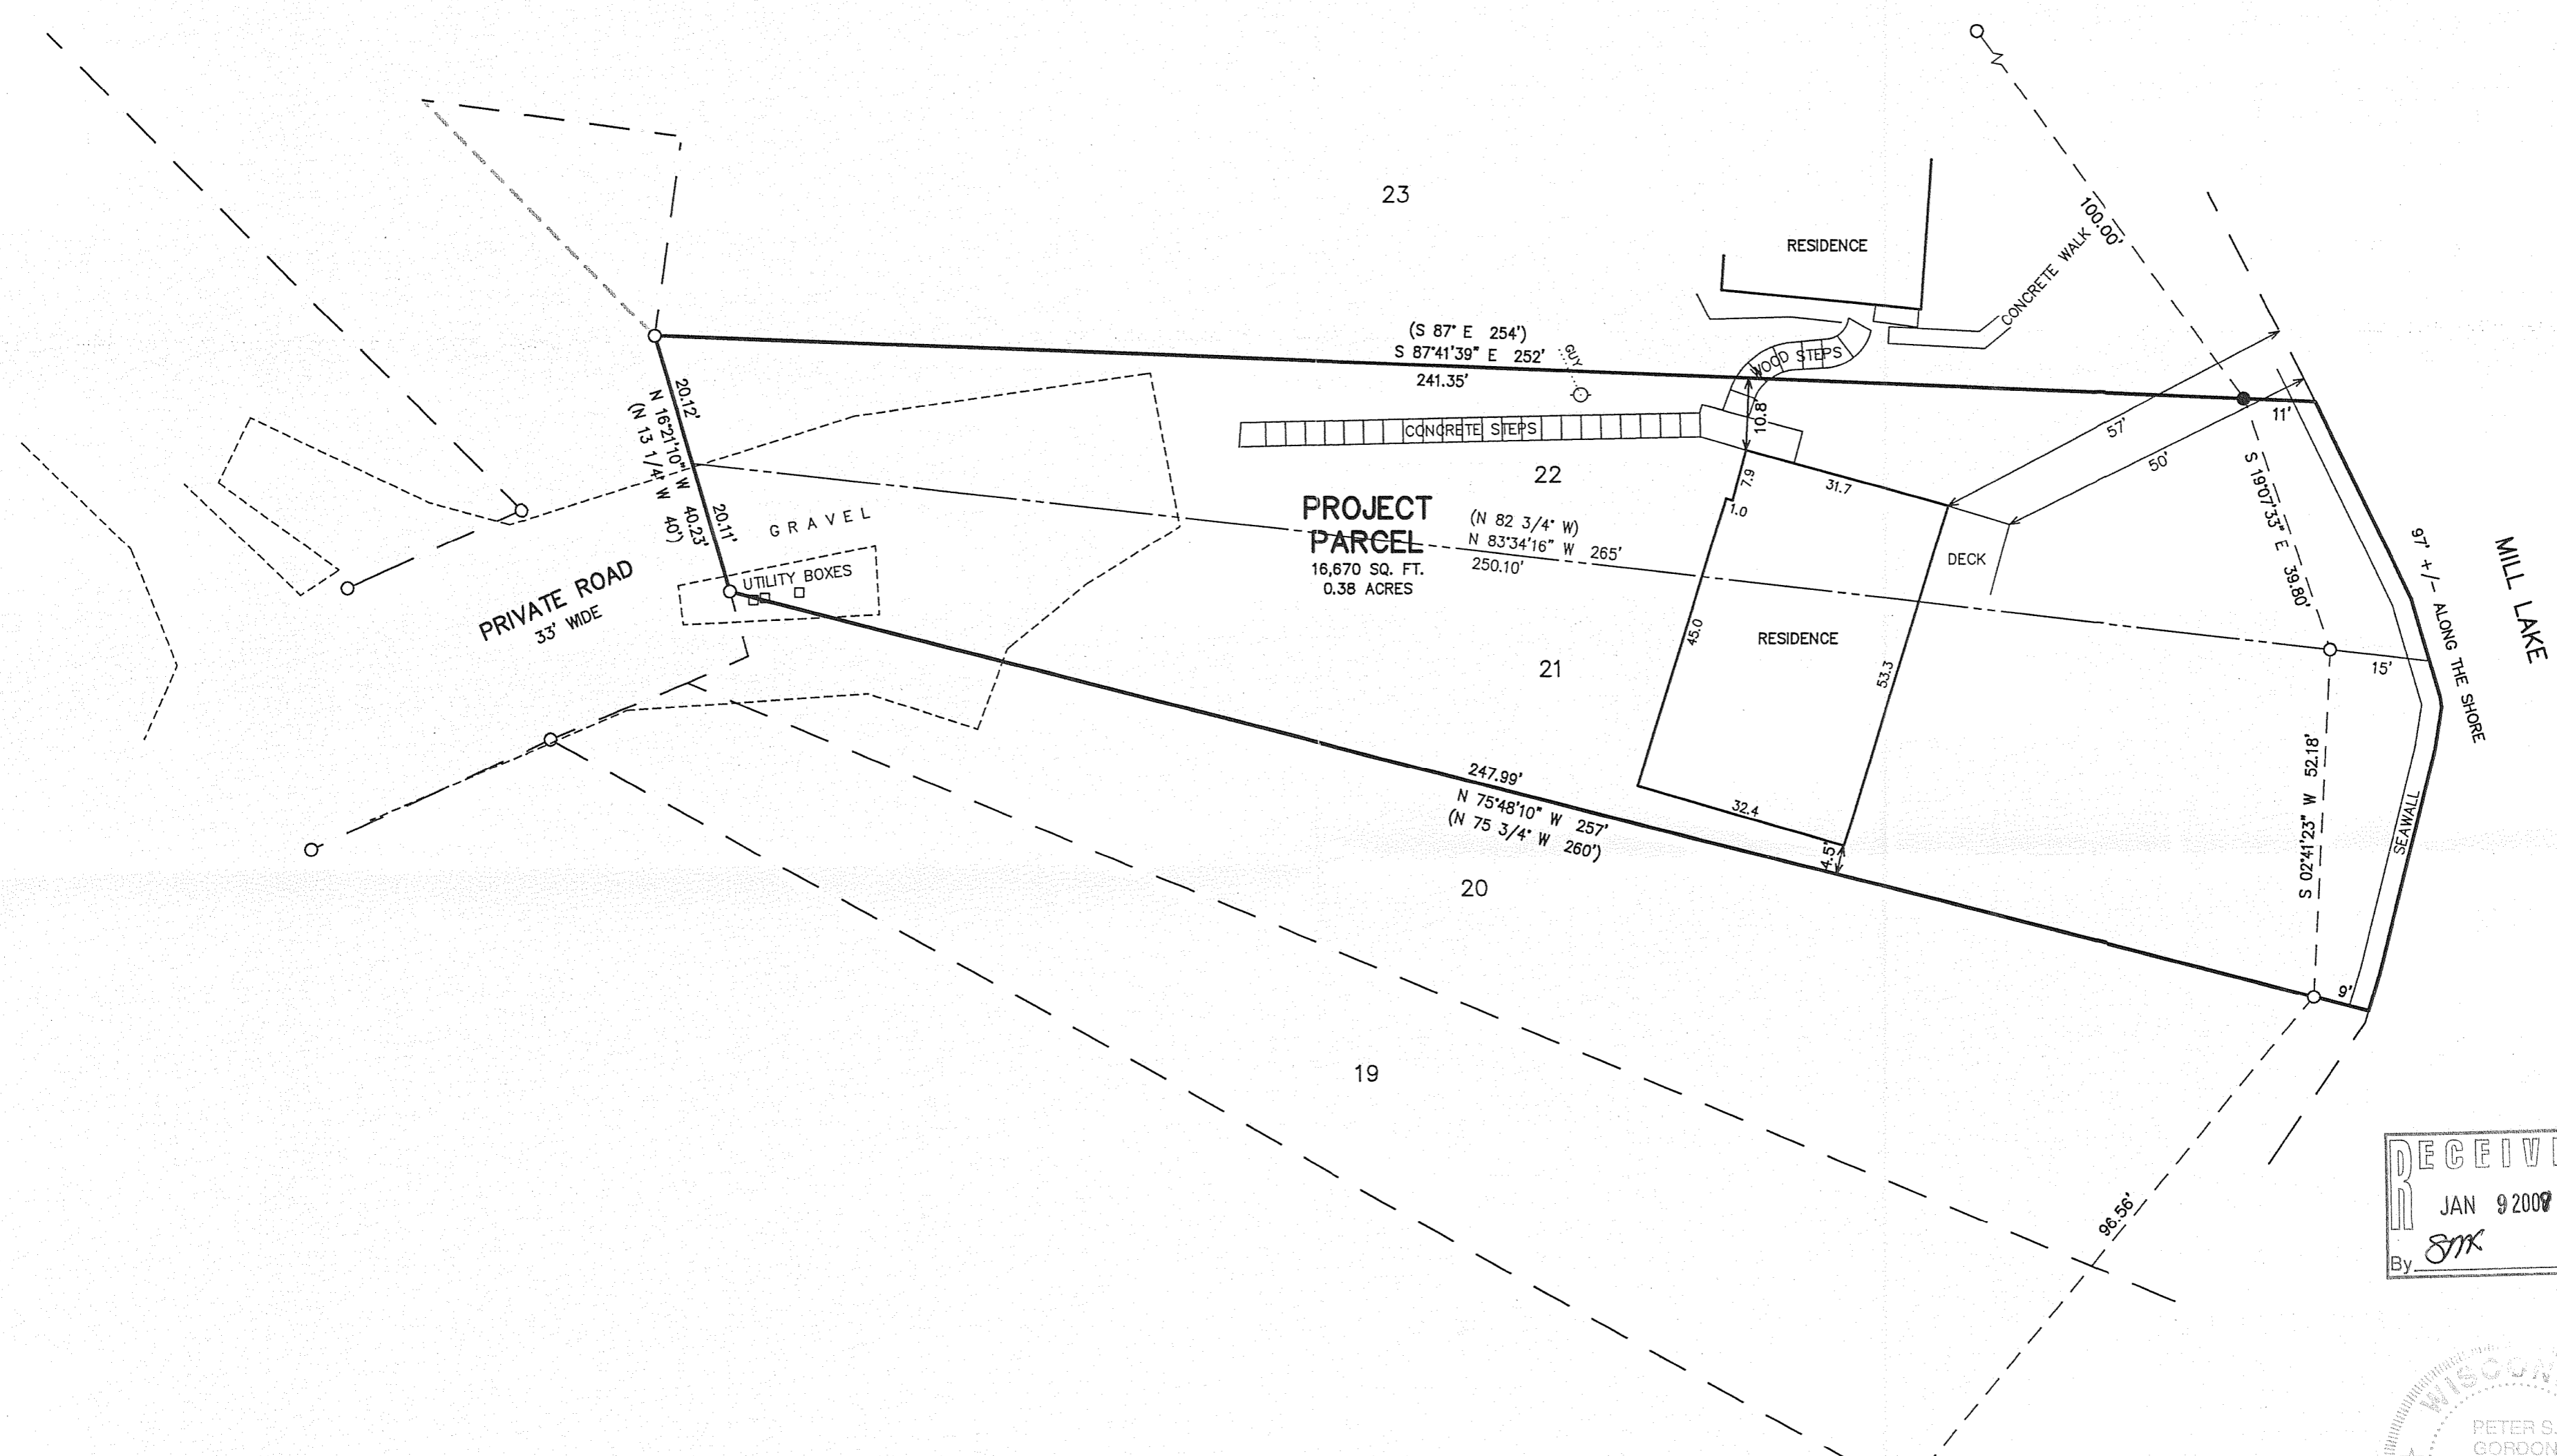 23
RESIDENCE
100.00'
CONCRETE WALK
(S 87° E 254')
S 87°41'39" E 252'
241.35'
GUY
WOOD STEPS
11'
57'
50'
10.8'
CONCRETE STEPS
20.12'
N 16°21'10" W 40.23'
(N 13 1/4° W 40')
20.11'
22
7.9
31.7
1.0
S 19°07'33" E 39.80'
PROJECT
PARCEL
16,670 SQ. FT.
0.38 ACRES
(N 82 3/4° W)
N 83°34'16" W 265'
250.10'
GRAVEL
UTILITY BOXES
PRIVATE ROAD
33' WIDE
DECK
MILL LAKE
97' +/- ALONG THE SHORE
45.0
RESIDENCE
53.3
21
15'
S 02°41'23" W 52.18'
SEAWALL
247.99'
N 75°48'10" W 257'
(N 75 3/4° W 260')
32.4
4.5'
20
9'
19
96.56'
RECEIV
JAN 9 200
By SMK
WISCON
PETER S.
GORDON